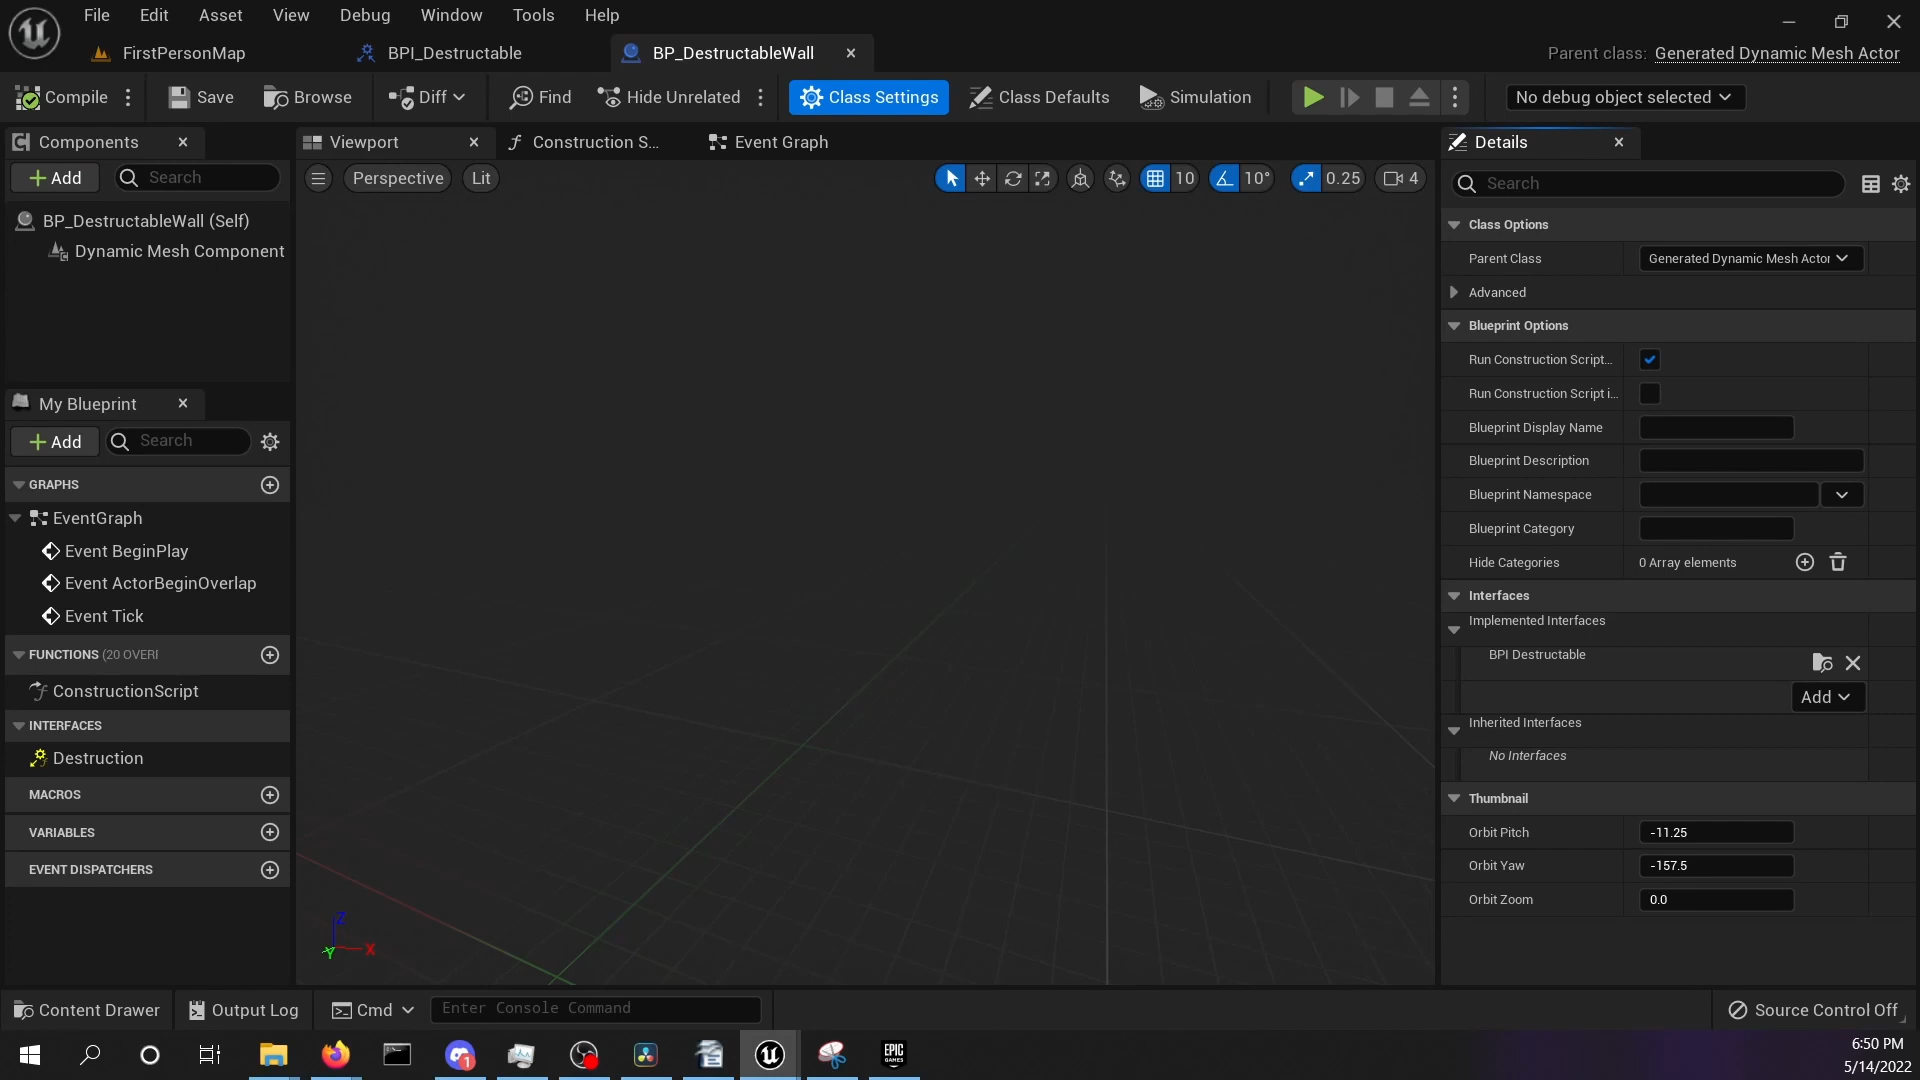 File Edit Asset View Debug Window Tools Help
FirstPersonMap BPI_Destructable BP_DestructableWall Parent class: Generated Dynamic Mesh Actor
Compile Save Browse Diff Find Hide Unrelated Class Settings Class Defaults Simulation No debug object selected
Components
Add Search
BP_DestructableWall (Self)
Dynamic Mesh Component
My Blueprint
Add Search
GRAPHS
EventGraph
Event BeginPlay
Event ActorBeginOverlap
Event Tick
FUNCTIONS (20 OVERI
ConstructionScript
INTERFACES
Destruction
MACROS
VARIABLES
EVENT DISPATCHERS
Viewport Construction S... Event Graph
Perspective Lit 10 10° 0.25 4
Z
Y X
Details
Search
Class Options
Parent Class Generated Dynamic Mesh Actor
Advanced
Blueprint Options
Run Construction Script...
Run Construction Script i...
Blueprint Display Name
Blueprint Description
Blueprint Namespace
Blueprint Category
Hide Categories 0 Array elements
Interfaces
Implemented Interfaces
BPI Destructable
Add
Inherited Interfaces
No Interfaces
Thumbnail
Orbit Pitch -11.25
Orbit Yaw -157.5
Orbit Zoom 0.0
Content Drawer Output Log Cmd Enter Console Command Source Control Off
1 EPIC GAMES
6:50 PM
5/14/2022